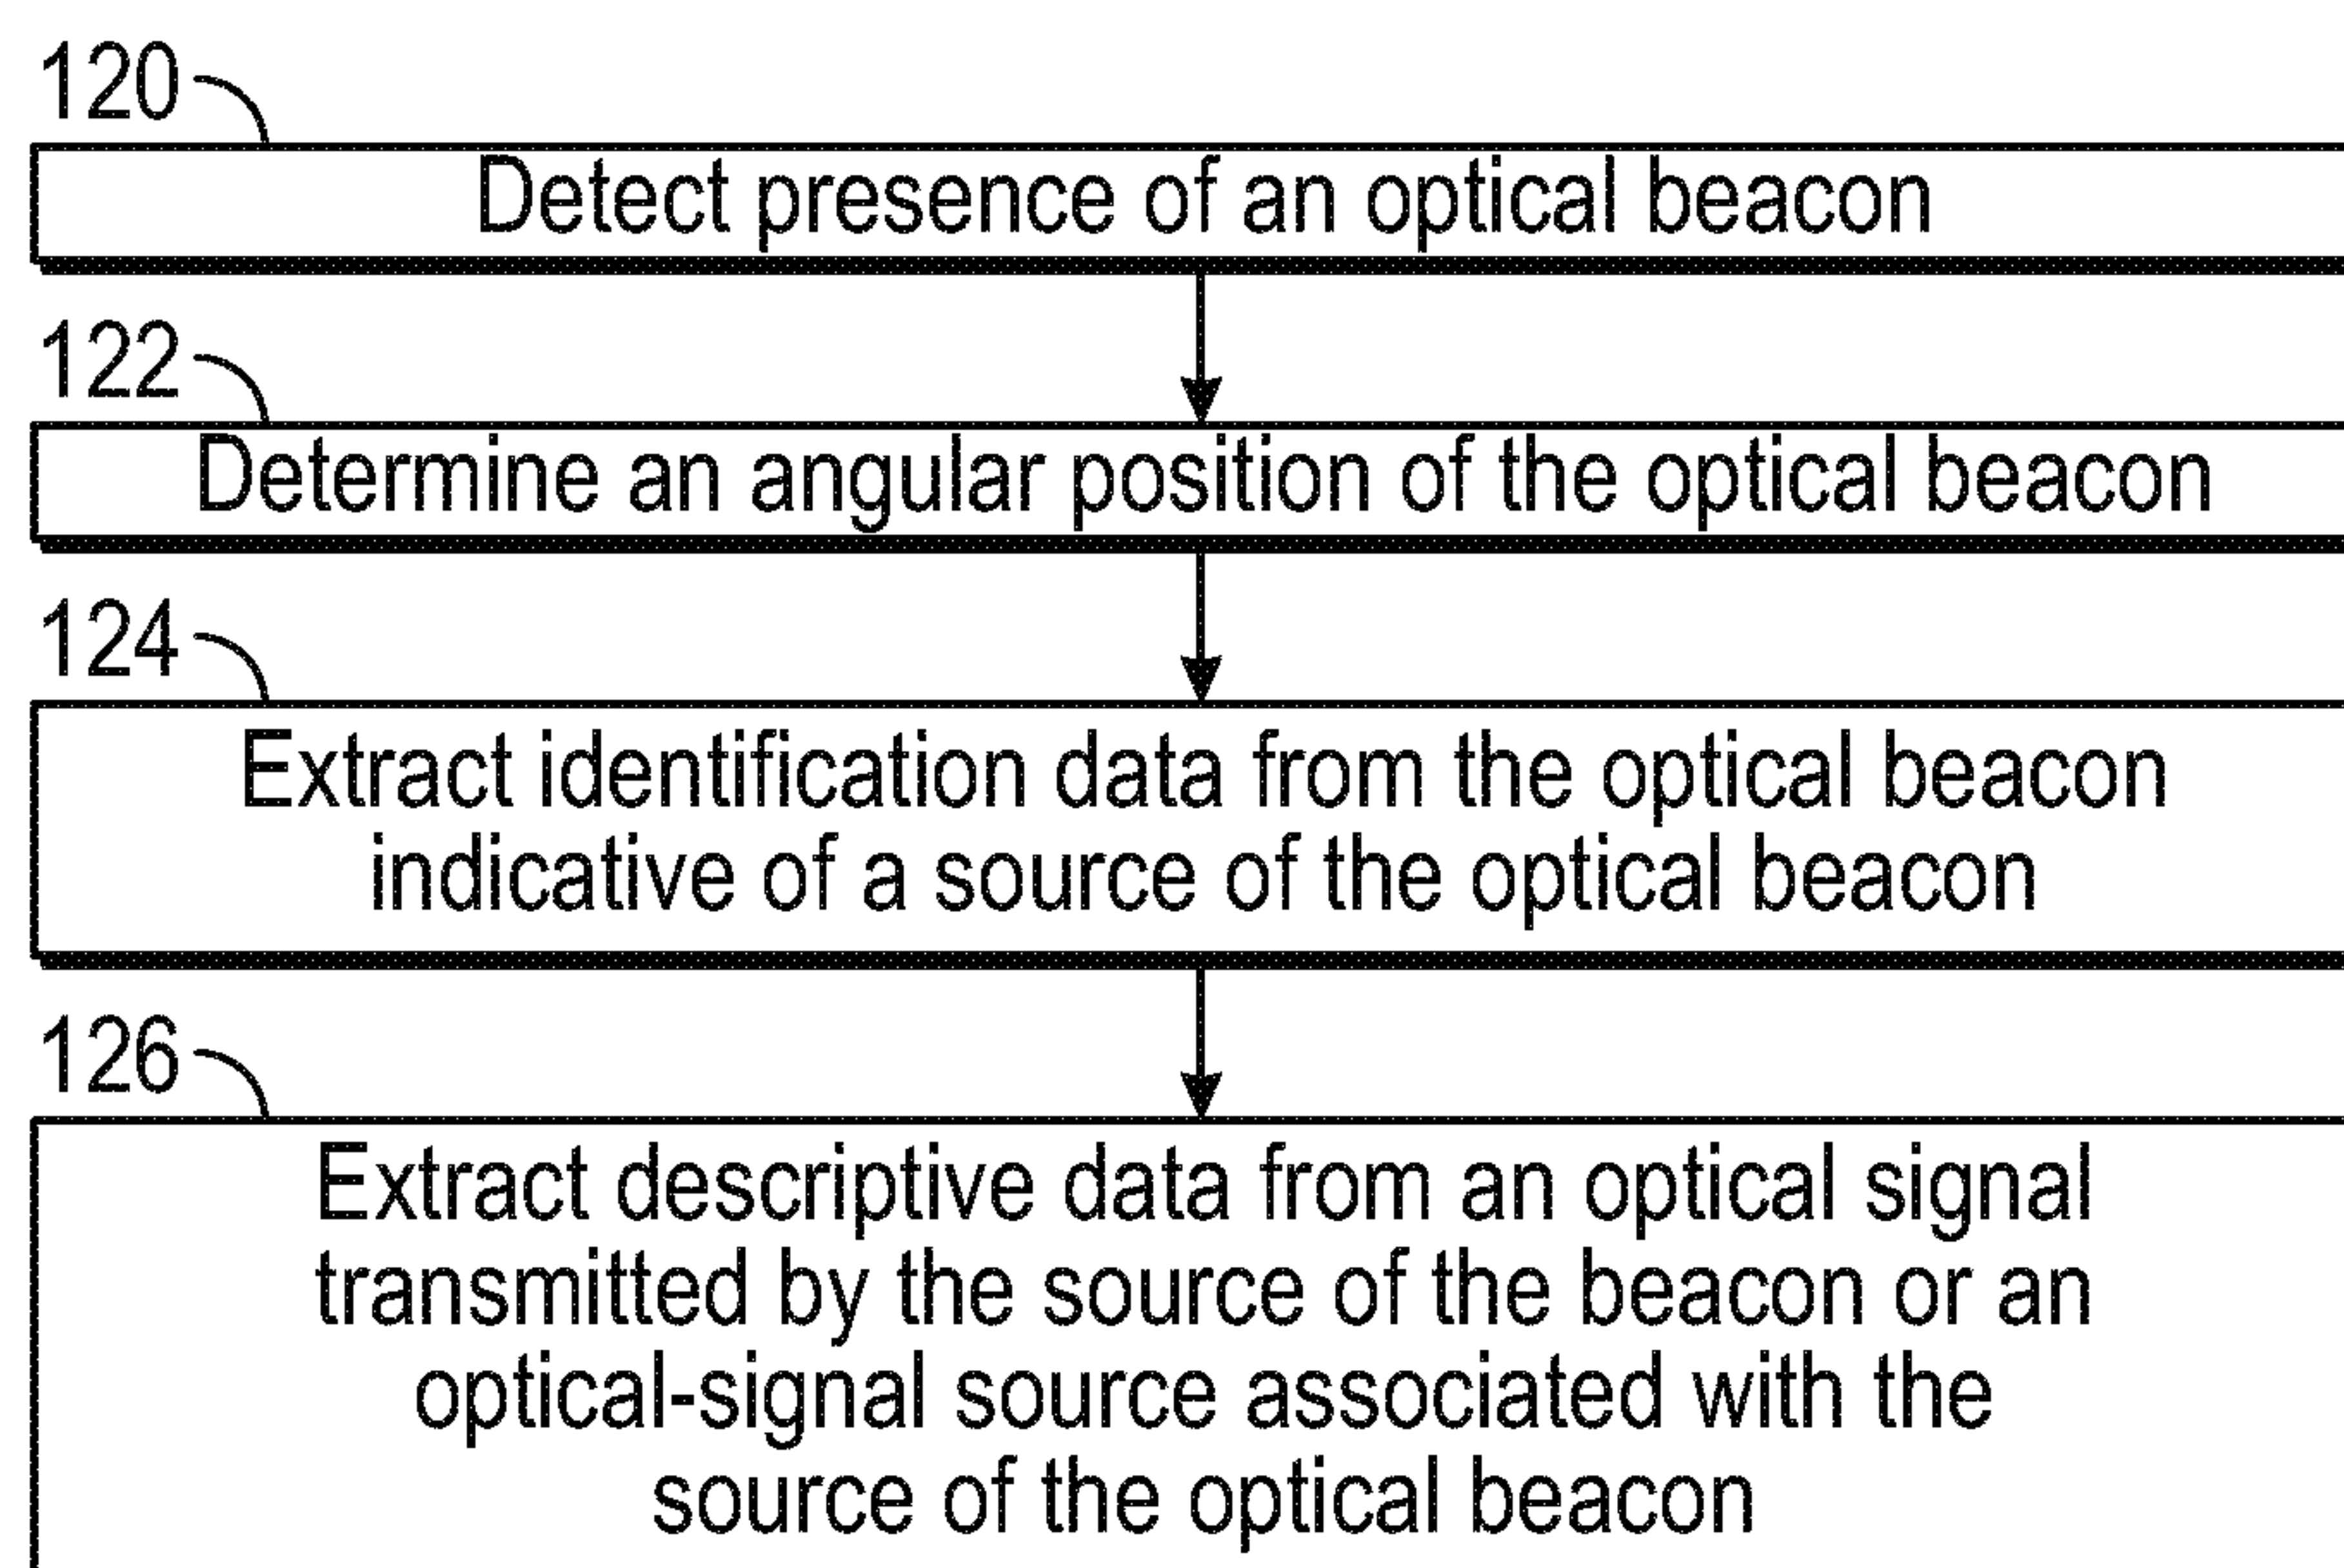 120
Detect presence of an optical beacon
122
Determine an angular position of the optical beacon
124
Extract identification data from the optical beacon
indicative of a source of the optical beacon
126
Extract descriptive data from an optical signal
transmitted by the source of the beacon or an
optical-signal source associated with the
source of the optical beacon